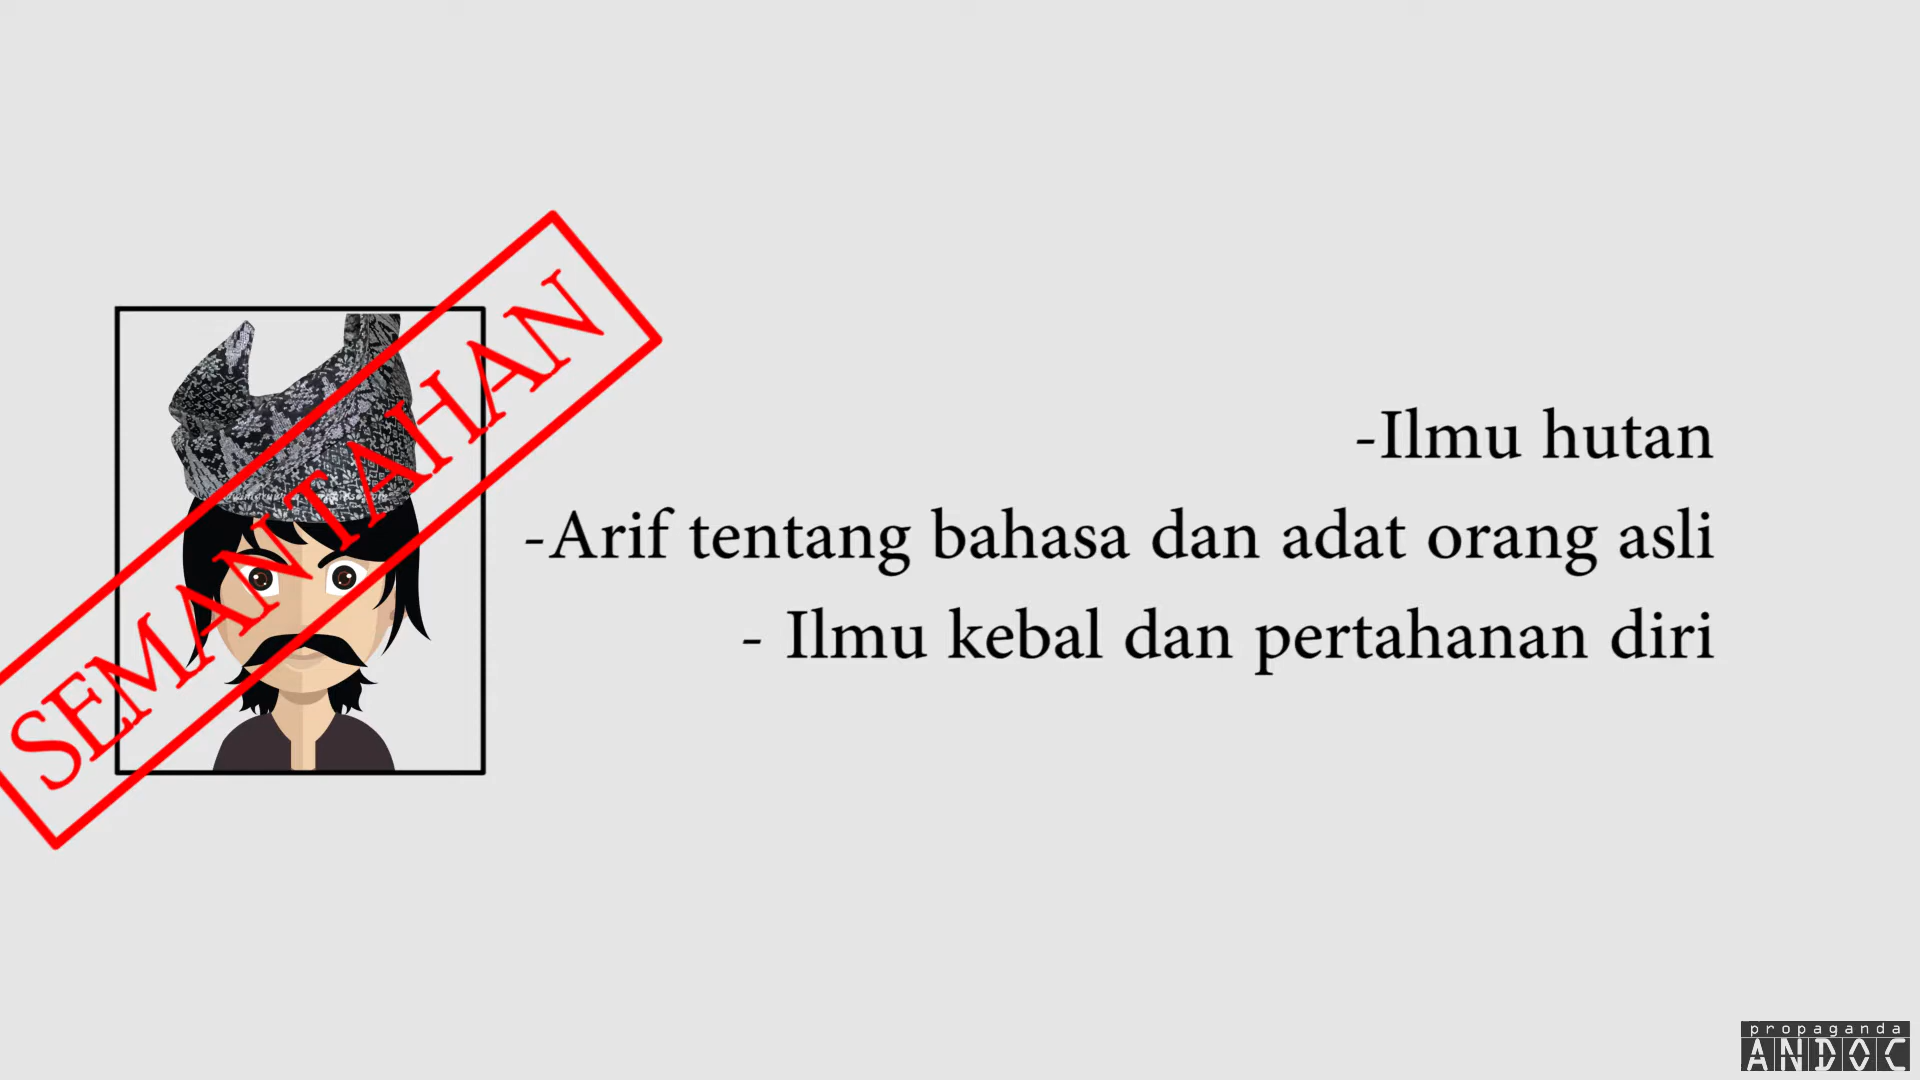 SEMANTAHAN
-Ilmu hutan
-Arif tentang bahasa dan adat orang asli
- Ilmu kebal dan pertahanan diri
propaganda
ANDOC